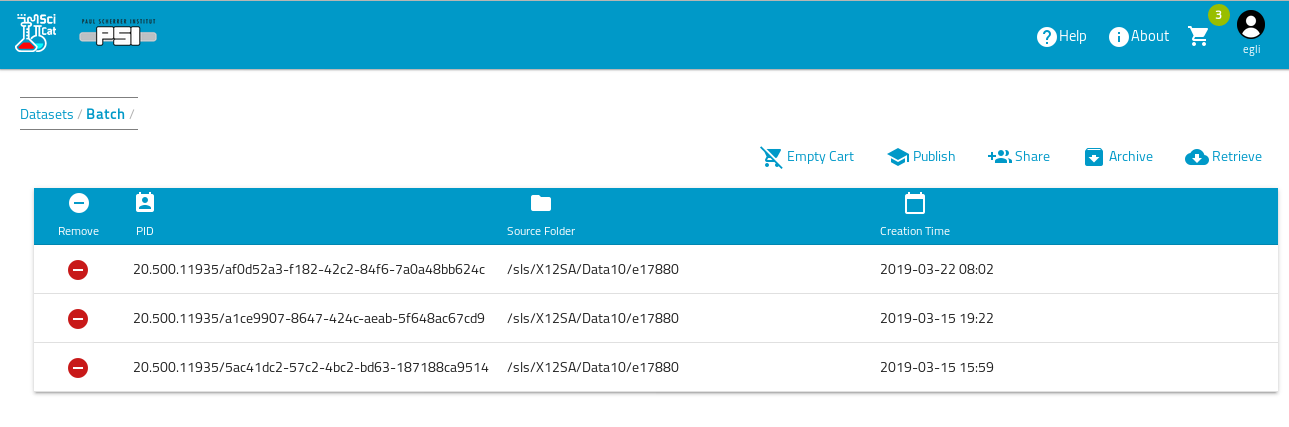 Sci
Cat
PAUL SCHERRER INSTITUT
PSI
Help
About
3
egli
Datasets / Batch /
Empty Cart
Publish
Share
Archive
Retrieve
Remove PID Source Folder Creation Time
20.500.11935/af0d52a3-f182-42c2-84f6-7a0a48bb624c /sls/X12SA/Data10/e17880 2019-03-22 08:02
20.500.11935/a1ce9907-8647-424c-aeab-5f648ac67cd9 /sls/X12SA/Data10/e17880 2019-03-15 19:22
20.500.11935/5ac41dc2-57c2-4bc2-bd63-187188ca9514 /sls/X12SA/Data10/e17880 2019-03-15 15:59